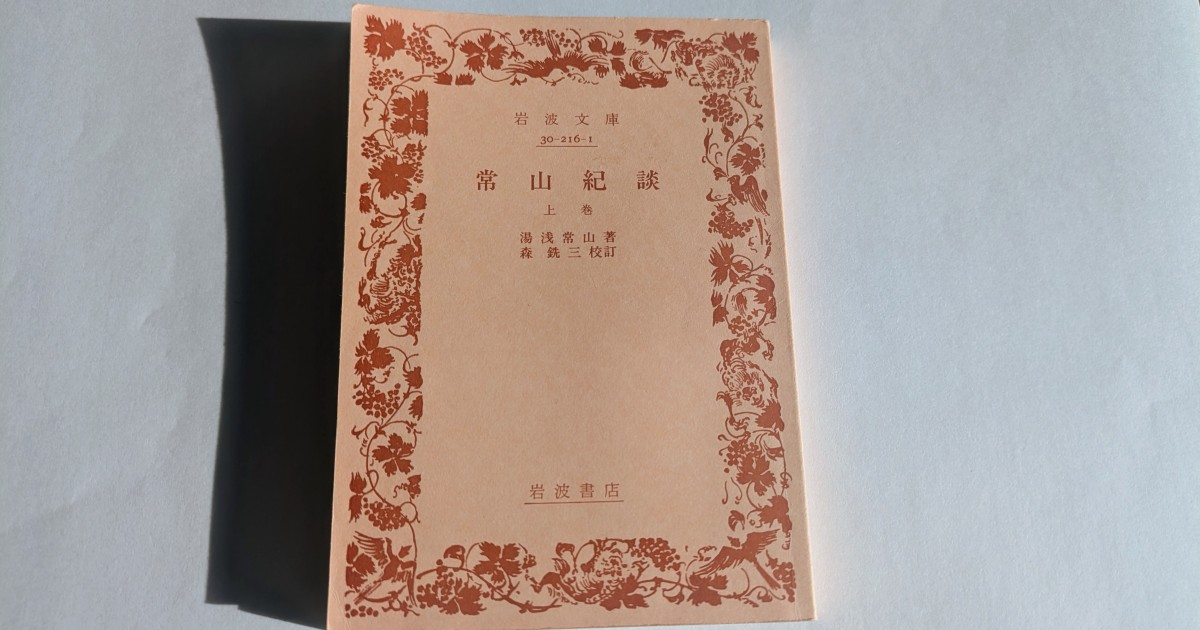 岩波文庫
30-216-1
常山紀談
上巻
湯浅常山著
森銑三校訂
岩波書店